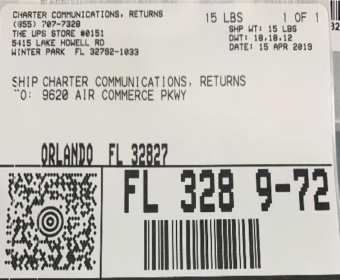 CHARTER COMMUNICATIONS, RETURNS
(955) 707-7328
THE UPS STORE #0151
5415 LAKE HOWELL RD
WINTER PARK FL 32792-1033
15 LBS 1 OF 1
SHP WT: 15 LBS
DWT: 18,18,12
DATE: 15 APR 2019
SHIP CHARTER COMMUNICATIONS, RETURNS
TO: 9620 AIR COMMERCE PKWY
ORLANDO FL 32827
FL 328 9-72